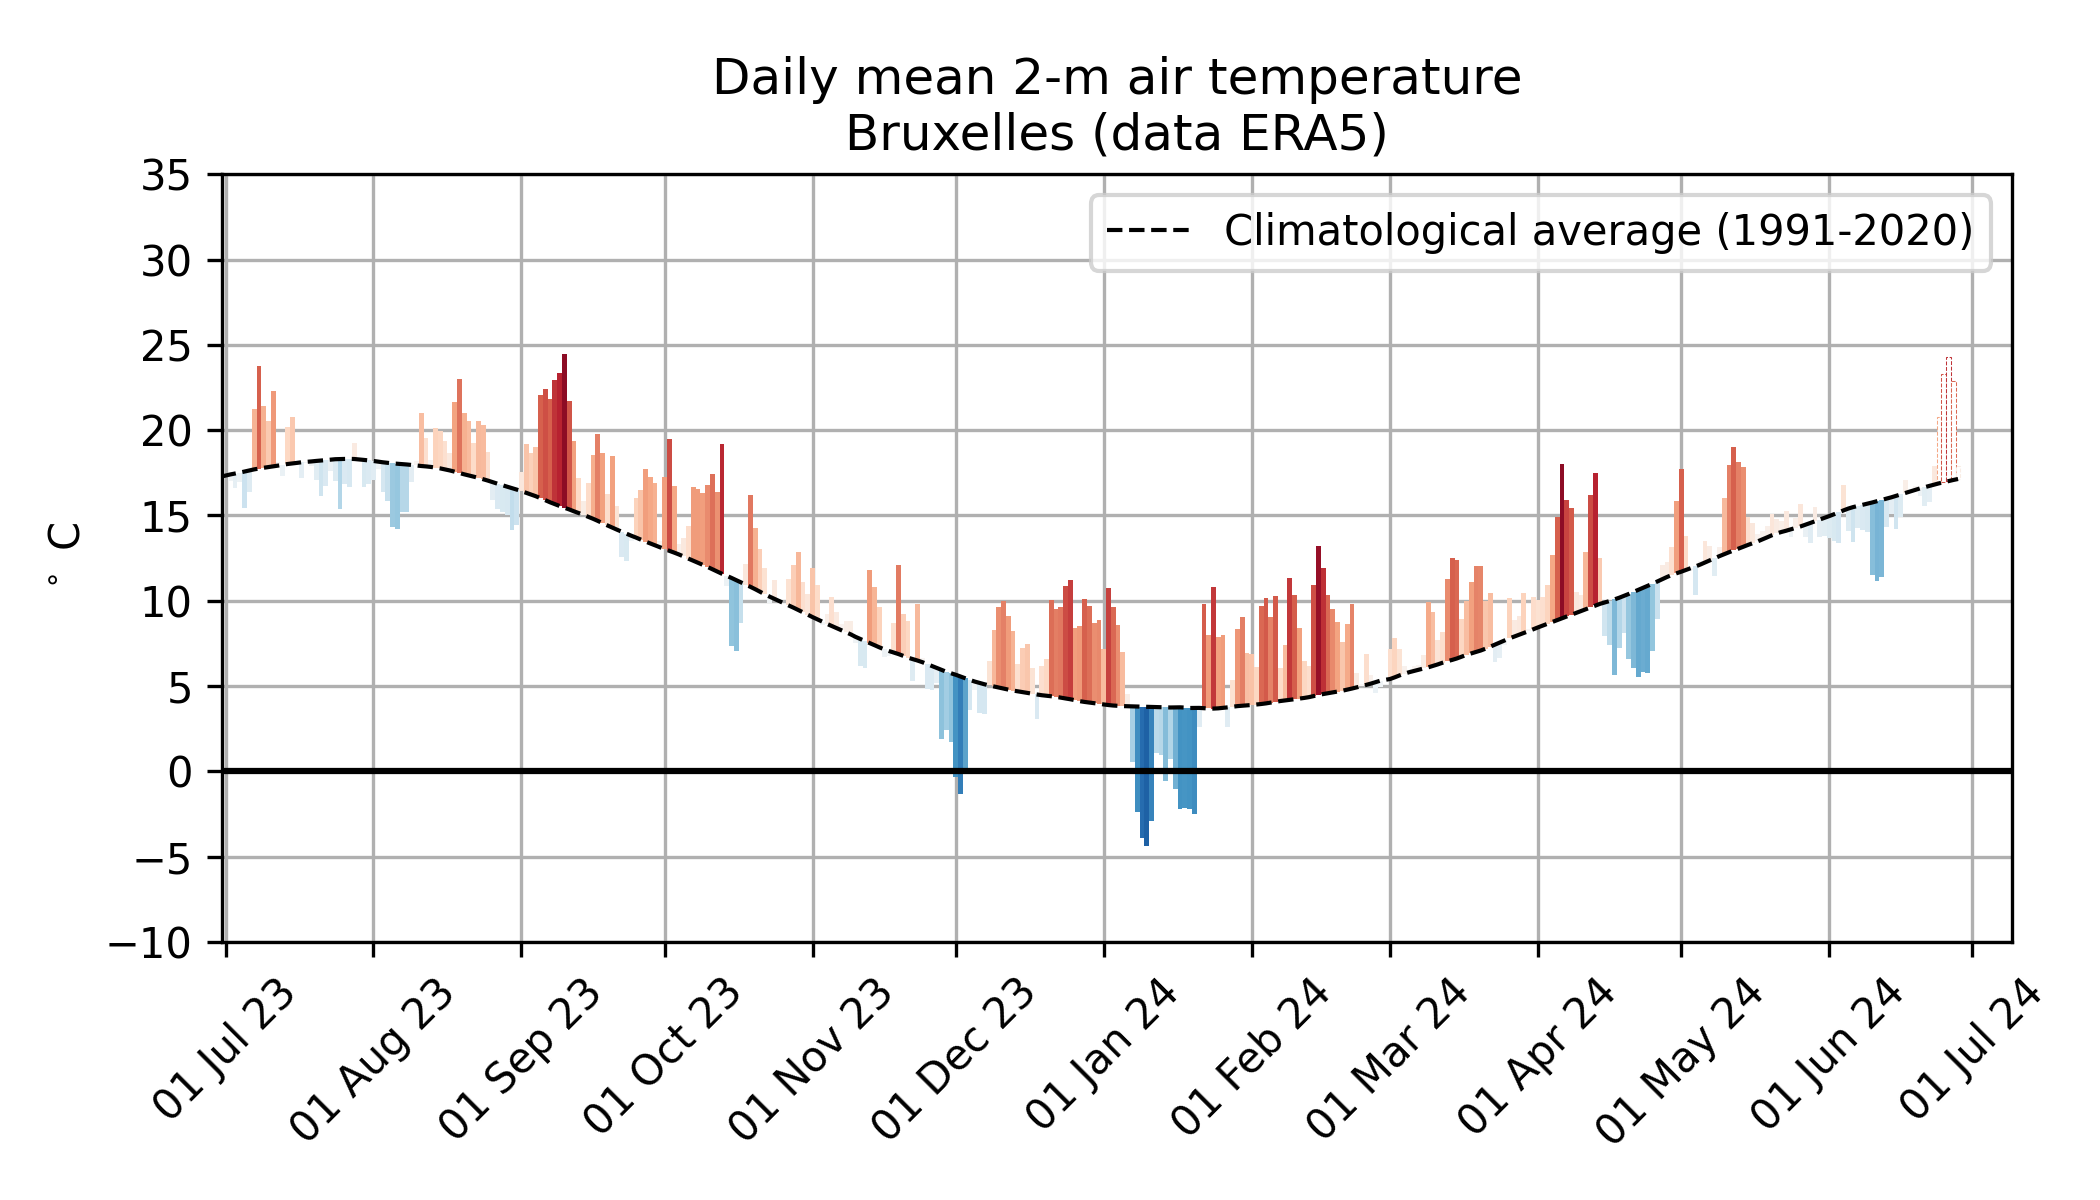 Daily mean 2-m air temperature
Bruxelles (data ERA5)
Climatological average (1991-2020)
° C
35
30
25
20
15
10
5
0
−5
−10
01 Jul 23
01 Aug 23
01 Sep 23
01 Oct 23
01 Nov 23
01 Dec 23
01 Jan 24
01 Feb 24
01 Mar 24
01 Apr 24
01 May 24
01 Jun 24
01 Jul 24